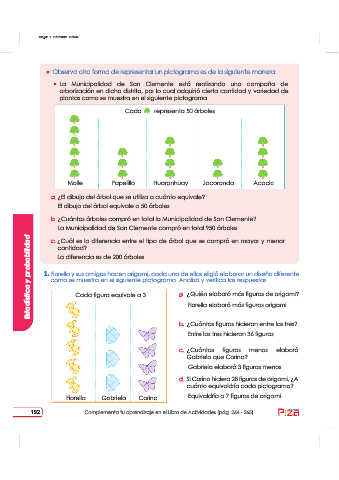 • Observa otra forma de representar un pictograma es de la siguiente manera:
• La Municipalidad de San Clemente está realizando una campaña de
arborización en dicho distrito, por lo cual adquirió cierta cantidad y variedad de
plantas como se muestra en el siguiente pictograma
Cada representa 50 árboles
Molle Papelillo Huaranhuay Jacaranda Acacia
a. ¿El dibujo del árbol que se utiliza a cuánto equivale?
El dibujo del árbol equivale a 50 árboles
b. ¿Cuántos árboles compró en total la Municipalidad de San Clemente?
La Municipalidad de San Clemente compró en total 950 árboles
c. ¿Cuál es la diferencia entre el tipo de árbol que se compró en mayor y menor
cantidad?
La diferencia es de 200 árboles
Estadística y probabilidad
1. Fiorella y sus amigas hacen origami, cada una de ellas eligió elaborar un diseño diferente
como se muestra en el siguiente pictograma. Analiza y verifica las respuestas.
Cada figura equivale a 3
Fiorella Gabriela Carina
a. ¿Quién elaboró más figuras de origami?
Fiorella elaboró más figuras origami
b. ¿Cuántas figuras hicieron entre las tres?
Entre las tres hicieron 36 figuras
c. ¿Cuántas figuras menos elaboró
Gabriela que Carina?
Gabriela elaboró 3 figuras menos
d. Si Carina hiciera 28 figuras de origami, ¿A
cuánto equivaldría cada pictograma?
Equivaldría a 7 figuras de origami
192
Complementa tu aprendizaje en el Libro de Actividades (pág. 264 - 265)